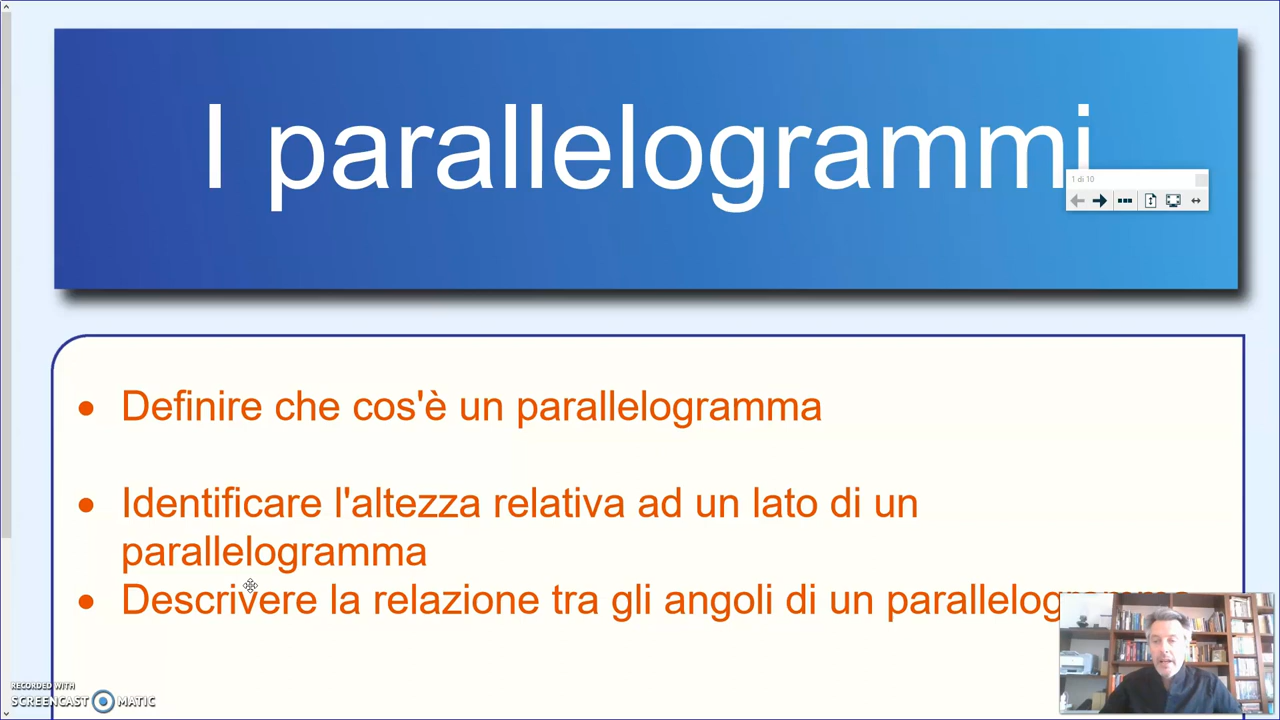 I parallelogrammi
1 di 10
• Definire che cos'è un parallelogramma
• Identificare l'altezza relativa ad un lato di un
parallelogramma
• Descrivere la relazione tra gli angoli di un
RECORDED WITH
SCREENCAST MATIC